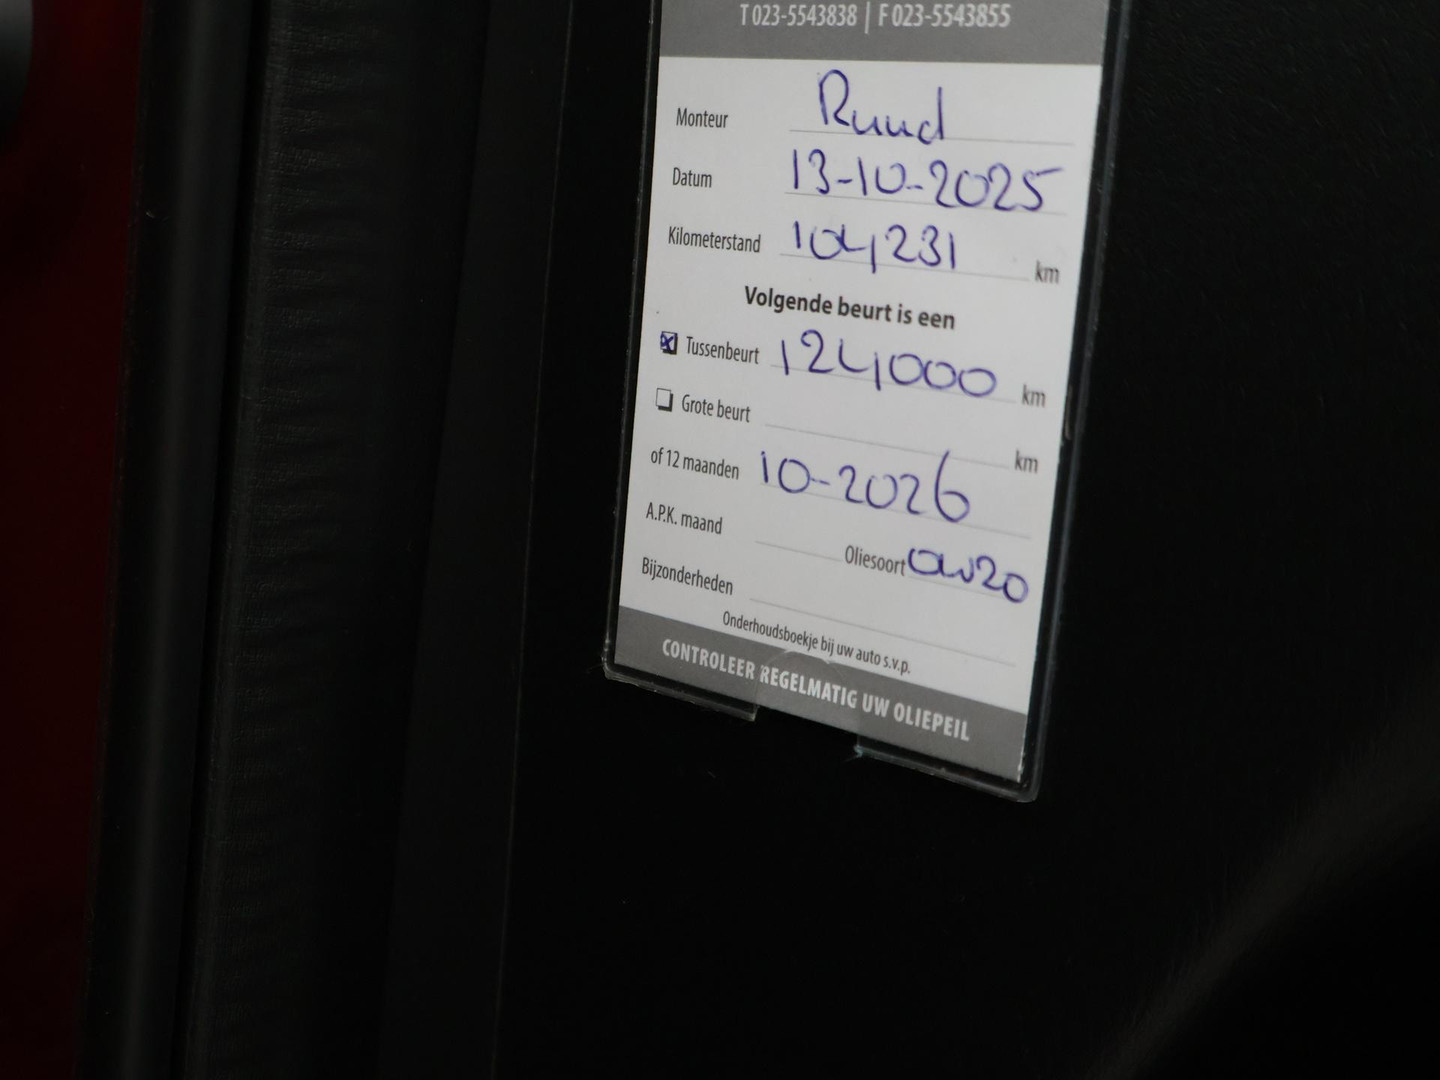 T 023-5543838 | F 023-5543855
Monteur Ruud
Datum 13-10-2025
Kilometerstand 104231 km
Volgende beurt is een
Tussenbeurt 124000 km
Grote beurt km
of 12 maanden 10-2026
A.P.K. maand Oliesoort 0w20
Bijzonderheden
Onderhoudsboekje bij uw auto s.v.p.
CONTROLEER REGELMATIG UW OLIEPEIL